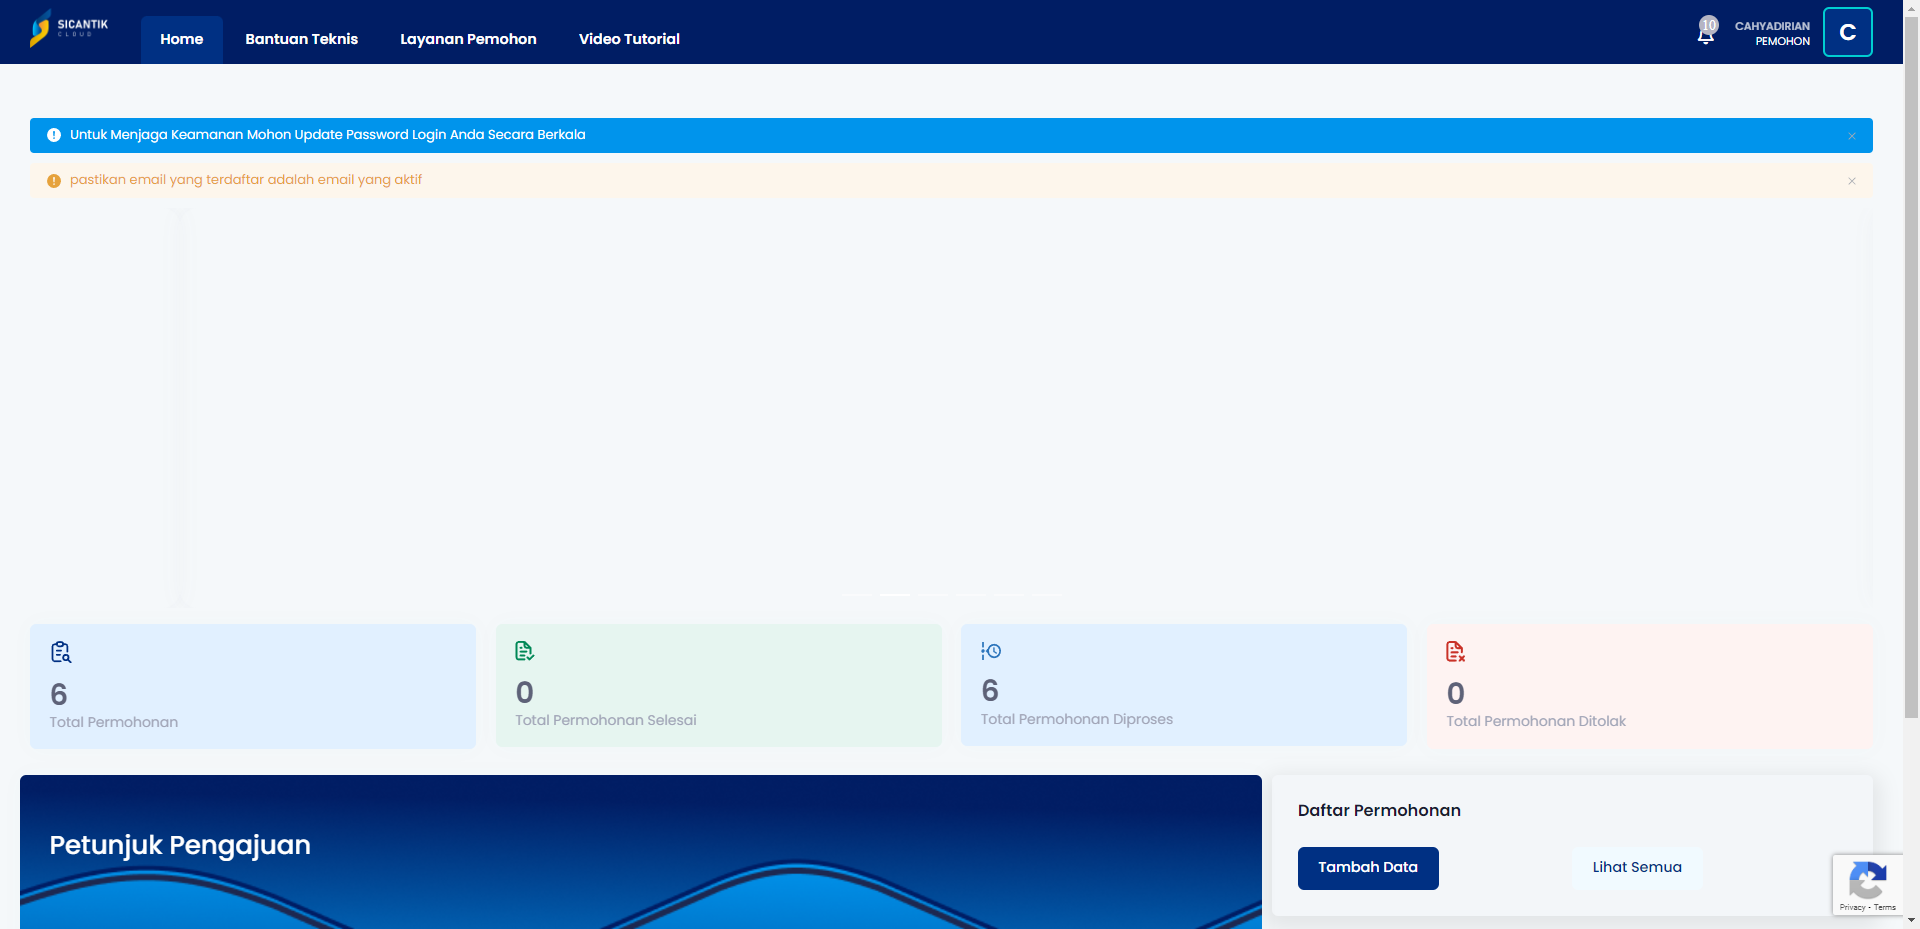 SICANTIK
CLOUD
Home
Bantuan Teknis
Layanan Pemohon
Video Tutorial
10
CAHYADIRIAN
PEMOHON
C
Untuk Menjaga Keamanan Mohon Update Password Login Anda Secara Berkala
pastikan email yang terdaftar adalah email yang aktif
6
Total Permohonan
0
Total Permohonan Selesai
6
Total Permohonan Diproses
0
Total Permohonan Ditolak
Petunjuk Pengajuan
Daftar Permohonan
Tambah Data
Lihat Semua
Privacy - Terms